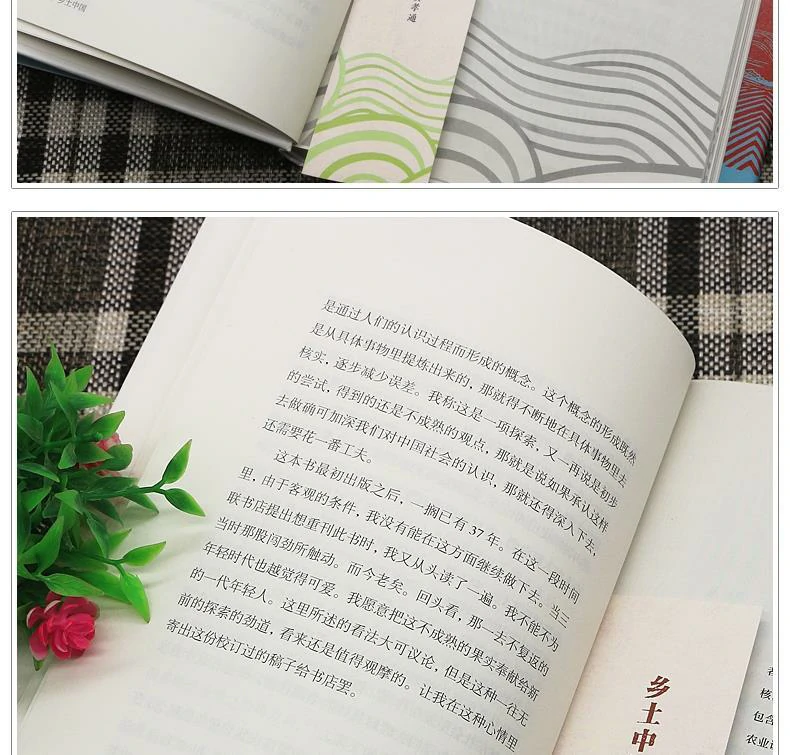 乡土中国
孝通
是通过人们的认识过程而形成的概念。这个概念的形成既然
是从具体事物里提炼出来的，那就得不断地在具体事物里去
核实，逐步减少误差。我称这是一项探索，又一再说是初步
的尝试，得到的还是不成熟的观点，那就是说如果承认这样
去做确可加深我们对中国社会的认识，那就还得深入下去，
还需要花一番工夫。
这本书最初出版之后，一搁已有 37 年。在这一段时间
里，由于客观的条件，我没有能在这方面继续做下去。当三
联书店提出想重刊此书时，我又从头读了一遍。我不能不为
当时那股闯劲所触动。而今老矣。回头看，那一去不复返的
年轻时代也越觉得可爱。我愿意把这不成熟的果实奉献给新
的一代年轻人。这里所述的看法大可议论，但是这种一往无
前的探索的劲道，看来还是值得观摩的。让我在这种心情里
寄出这份校订过的稿子给书店罢。
乡土中
核
包含
农业